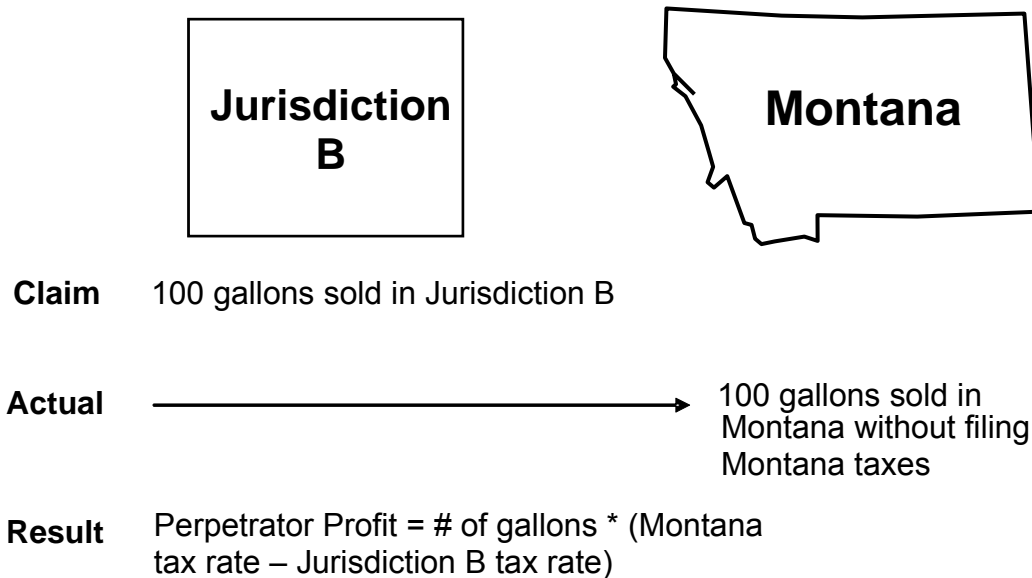 Jurisdiction
B
Montana
Claim 100 gallons sold in Jurisdiction B
Actual 100 gallons sold in
Montana without filing
Montana taxes
Result Perpetrator Profit = # of gallons * (Montana
tax rate – Jurisdiction B tax rate)